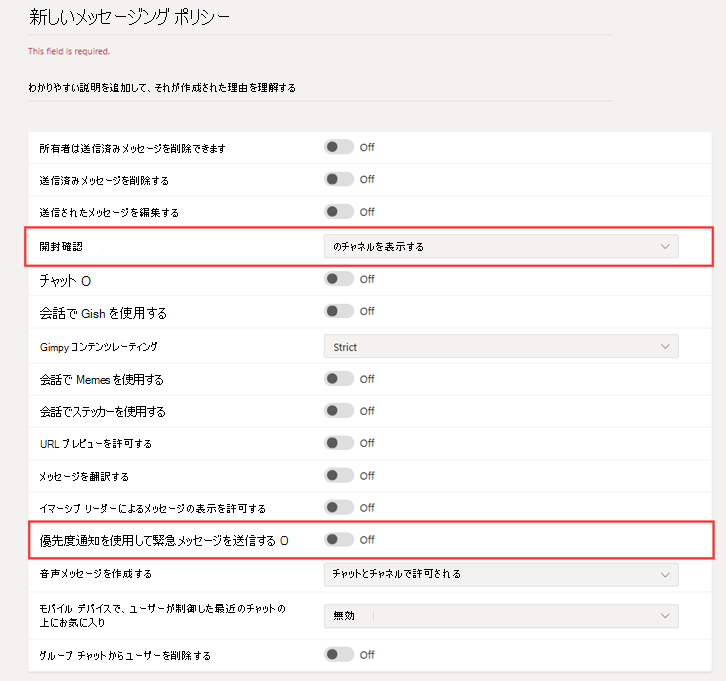 新しいメッセージング ポリシー
This field is required.
わかりやすい説明を追加して、それが作成された理由を理解する
所有者は送信済みメッセージを削除できます Off
送信済みメッセージを削除する Off
送信されたメッセージを編集する Off
開封確認 のチャネルを表示する
チャット O Off
会話で Gish を使用する Off
Gimpy コンテンツレーティング Strict
会話で Memes を使用する Off
会話でステッカーを使用する Off
URL プレビューを許可する Off
メッセージを翻訳する Off
イマーシブ リーダーによるメッセージの表示を許可する Off
優先度通知を使用して緊急メッセージを送信する O Off
音声メッセージを作成する チャットとチャネルで許可される
モバイル デバイスで、ユーザーが制御した最近のチャットの
上にお気に入り 無効
グループ チャットからユーザーを削除する Off